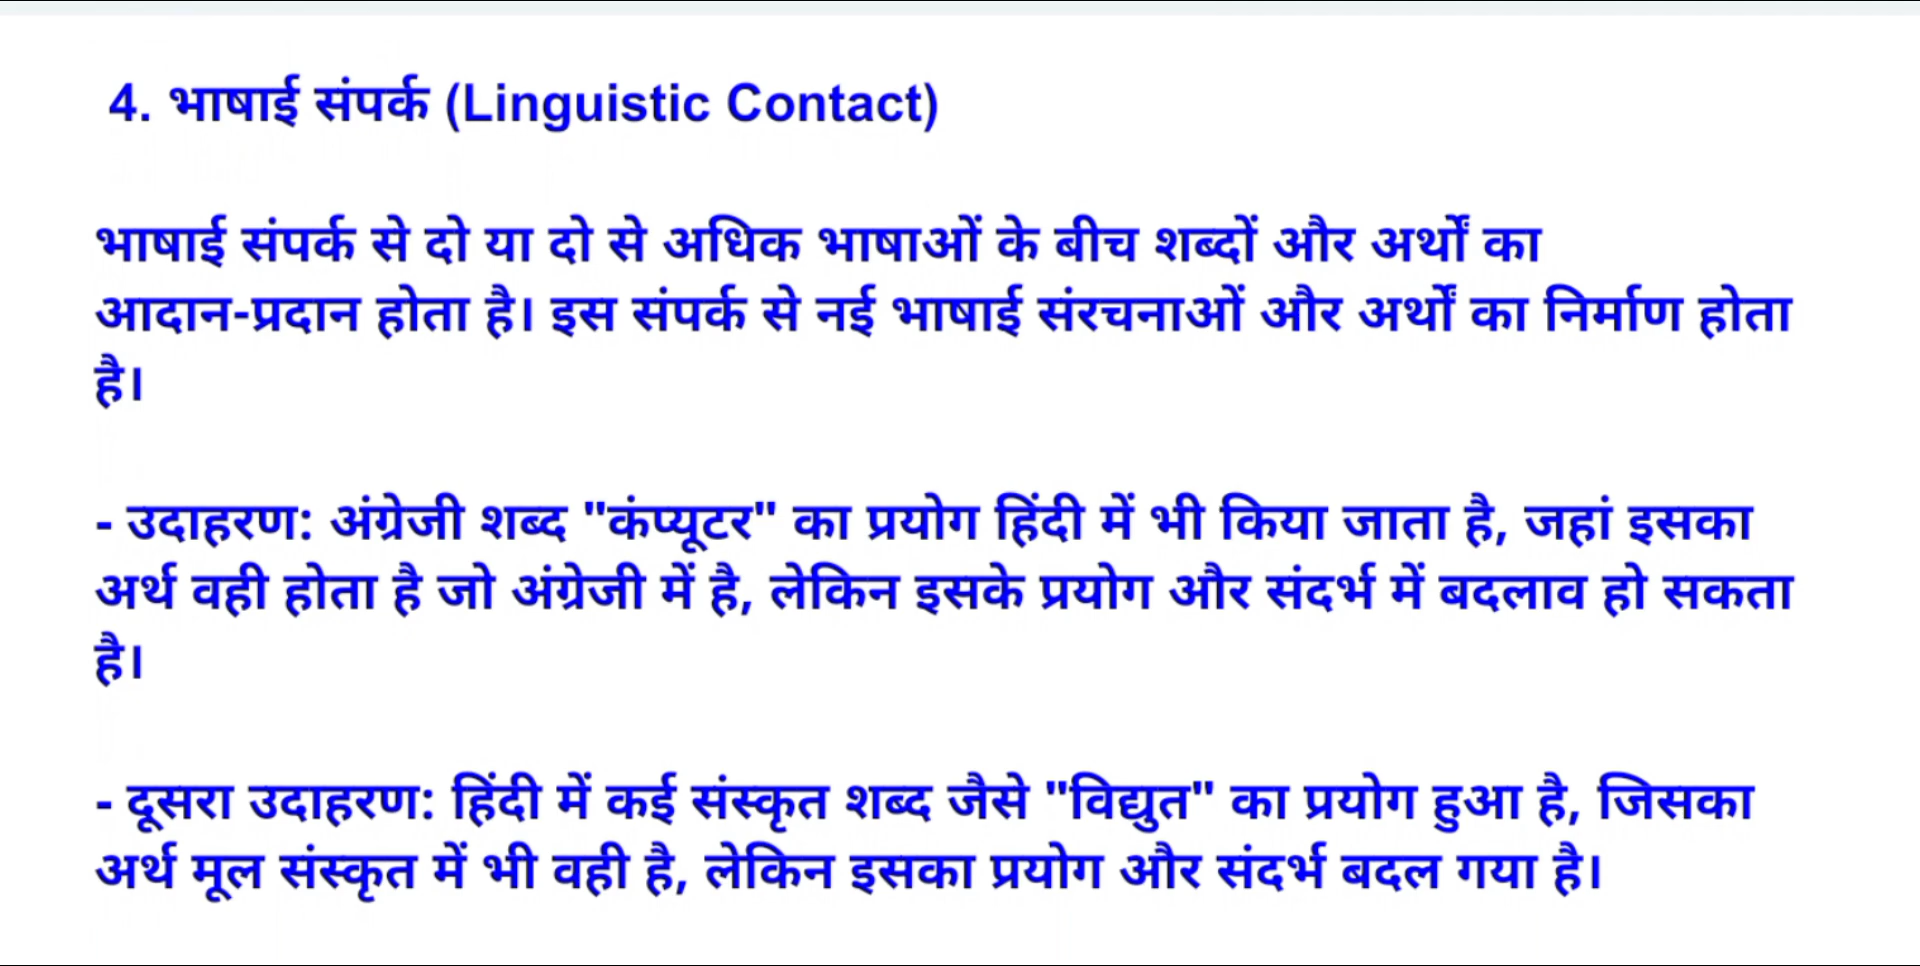 4. भाषाई संपर्क (Linguistic Contact)
भाषाई संपर्क से दो या दो से अधिक भाषाओं के बीच शब्दों और अर्थों का
आदान-प्रदान होता है। इस संपर्क से नई भाषाई संरचनाओं और अर्थों का निर्माण होता
है।
- उदाहरण: अंग्रेजी शब्द "कंप्यूटर" का प्रयोग हिंदी में भी किया जाता है, जहां इसका
अर्थ वही होता है जो अंग्रेजी में है, लेकिन इसके प्रयोग और संदर्भ में बदलाव हो सकता
है।
- दूसरा उदाहरण: हिंदी में कई संस्कृत शब्द जैसे "विद्युत" का प्रयोग हुआ है, जिसका
अर्थ मूल संस्कृत में भी वही है, लेकिन इसका प्रयोग और संदर्भ बदल गया है।